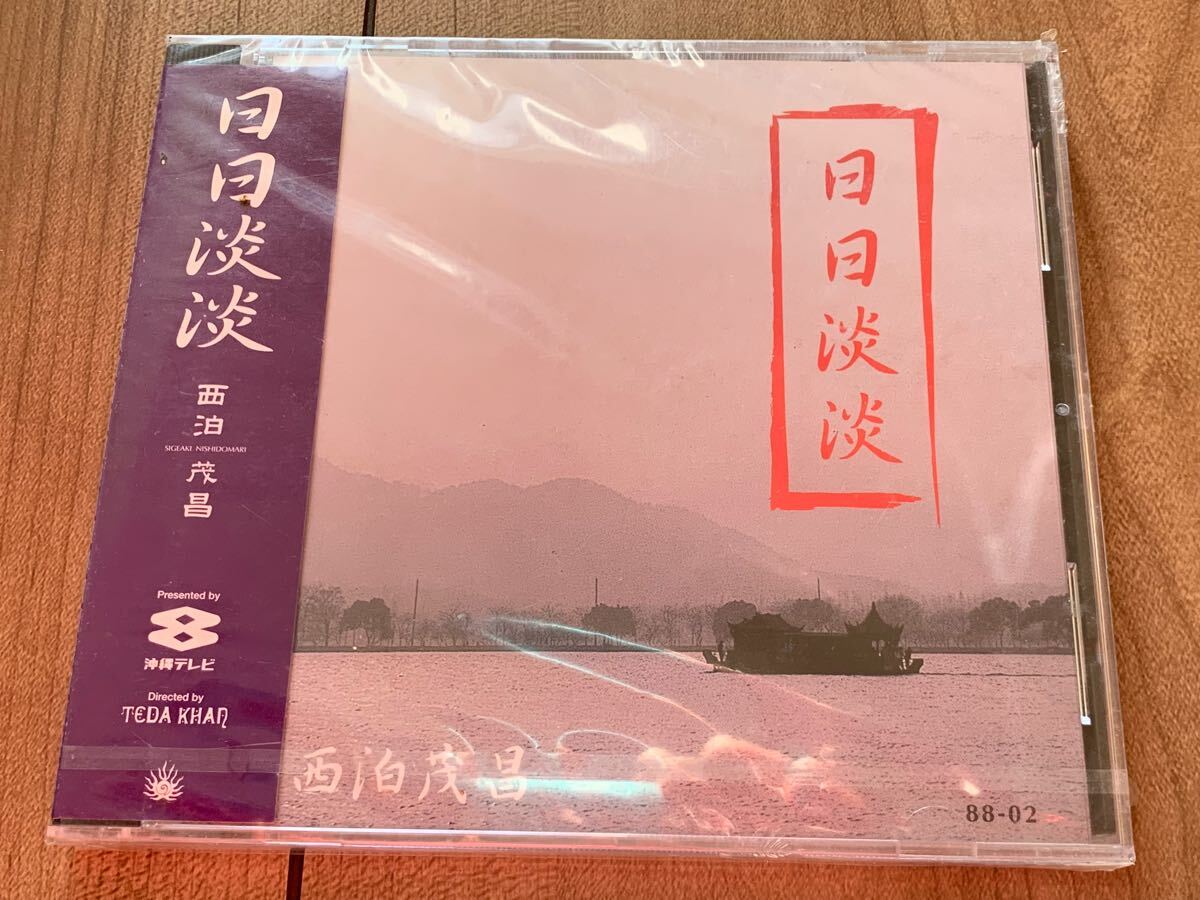 日日淡淡
西泊
SIGEAKI NISHIDOMARI
茂昌
Presented by
沖縄テレビ
Directed by
TEDA KHAN
日日淡淡
西泊茂昌
88-02